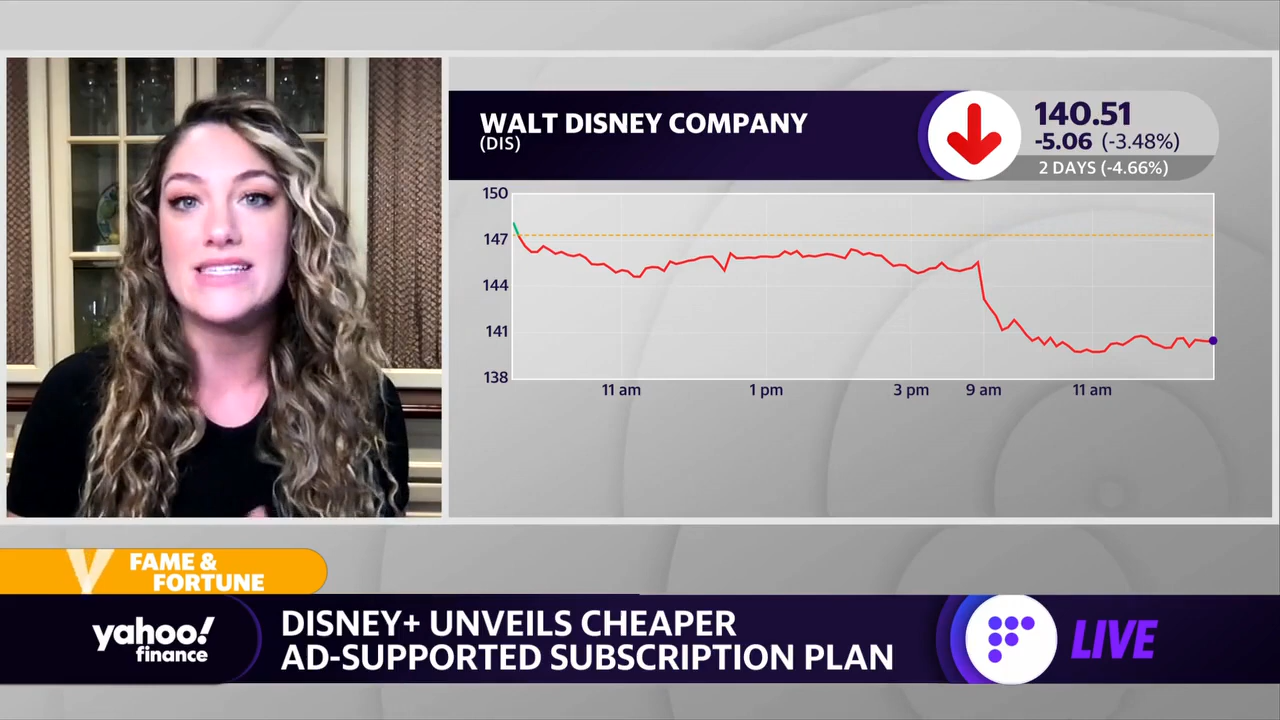 WALT DISNEY COMPANY
(DIS)
140.51
-5.06 (-3.48%)
2 DAYS (-4.66%)
150
147
144
141
138
11 am
1 pm
3 pm
9 am
11 am
FAME &
FORTUNE
yahoo!
finance
DISNEY+ UNVEILS CHEAPER
AD-SUPPORTED SUBSCRIPTION PLAN
LIVE